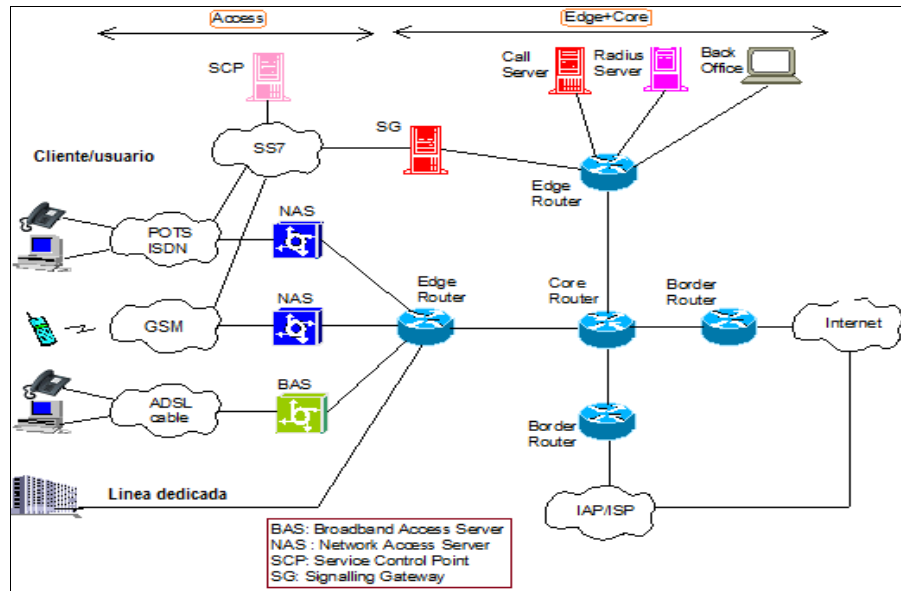 Access
Edge+Core
SCP
Call
Server
Radius
Server
Back
Office
SG
SS7
Cliente/usuario
Edge
Router
NAS
POTS
ISDN
Edge
Router
Core
Router
Border
Router
NAS
GSM
Internet
BAS
ADSL
cable
Border
Router
Linea dedicada
IAP/ISP
BAS: Broadband Access Server
NAS : Network Access Server
SCP: Service Control Point
SG: Signalling Gateway